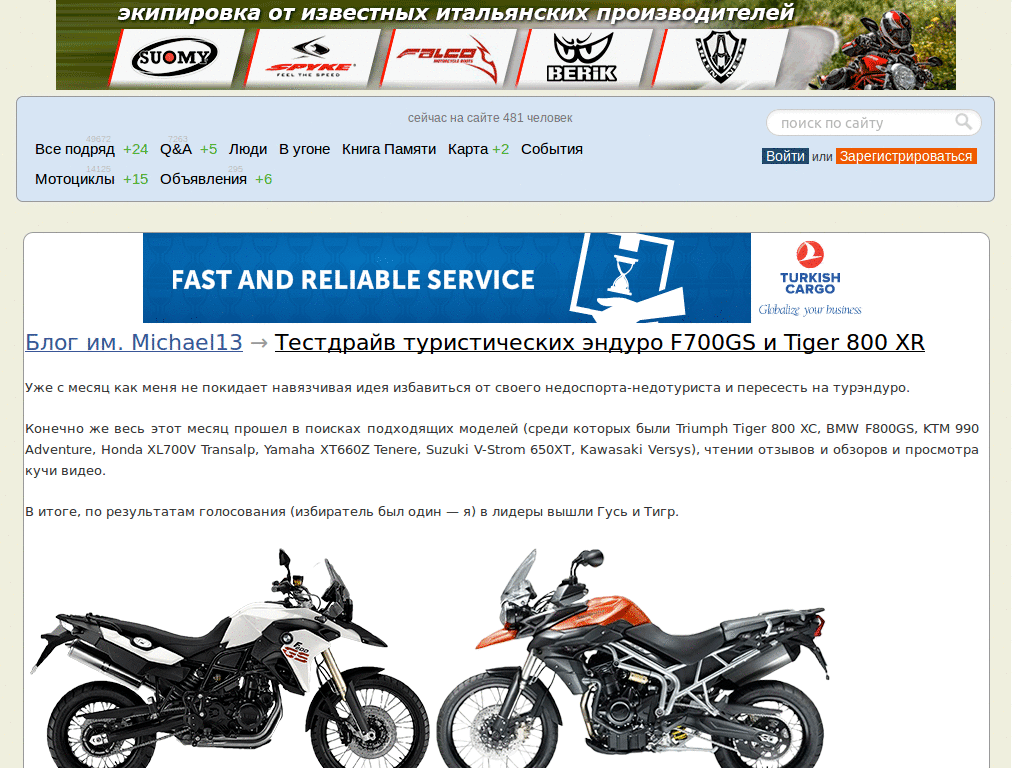 экипировка от известных итальянских производителей
SUOMY
SPYKE
FEEL THE SPEED
FALCO
MOTORCYCLE BOOTS
BERIK
сейчас на сайте 481 человек
поиск по сайту
49672
7263
Все подряд +24 Q&A +5 Люди В угоне Книга Памяти Карта +2 События
Войти или Зарегистрироваться
14125
295
Мотоциклы +15 Объявления +6
FAST AND RELIABLE SERVICE
TURKISH
CARGO
Globalize your business
Блог им. Michael13 → Тестдрайв туристических эндуро F700GS и Tiger 800 XR
Уже с месяц как меня не покидает навязчивая идея избавиться от своего недоспорта-недотуриста и пересесть на турэндуро.
Конечно же весь этот месяц прошел в поисках подходящих моделей (среди которых были Triumph Tiger 800 XC, BMW F800GS, KTM 990
Adventure, Honda XL700V Transalp, Yamaha XT660Z Tenere, Suzuki V-Strom 650XT, Kawasaki Versys), чтении отзывов и обзоров и просмотра
кучи видео.
В итоге, по результатам голосования (избиратель был один — я) в лидеры вышли Гусь и Тигр.
F800
GS